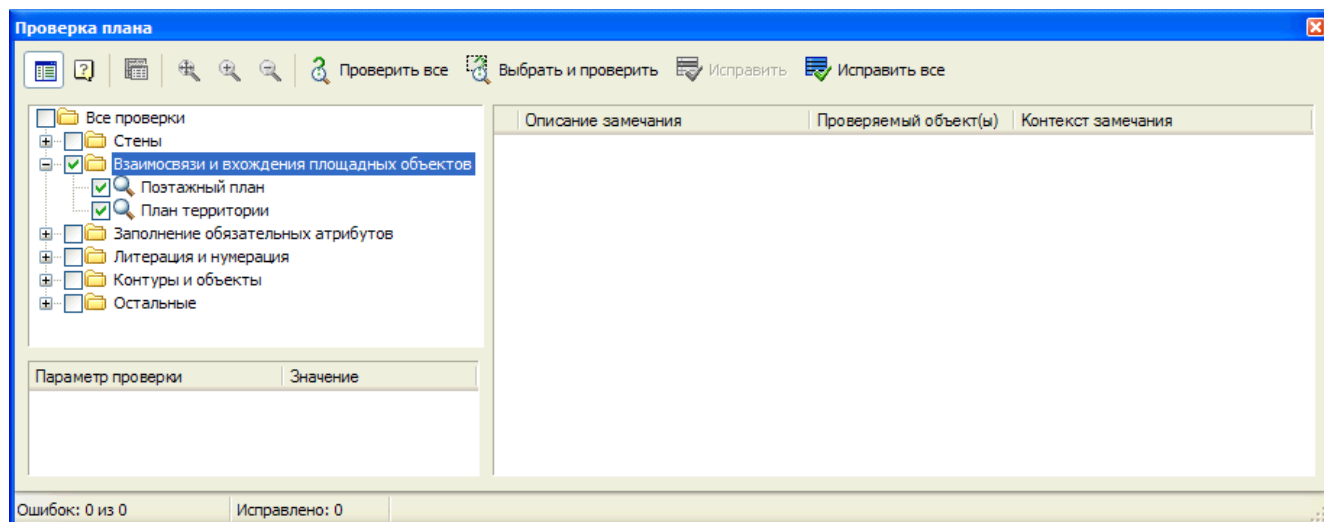 Проверка плана
Проверить все Выбрать и проверить Исправить Исправить все
Все проверки
Стены
Взаимосвязи и вхождения площадных объектов
Поэтажный план
План территории
Заполнение обязательных атрибутов
Литерация и нумерация
Контуры и объекты
Остальные
Параметр проверки Значение
Описание замечания Проверяемый объект(ы) Контекст замечания
Ошибок: 0 из 0 Исправлено: 0